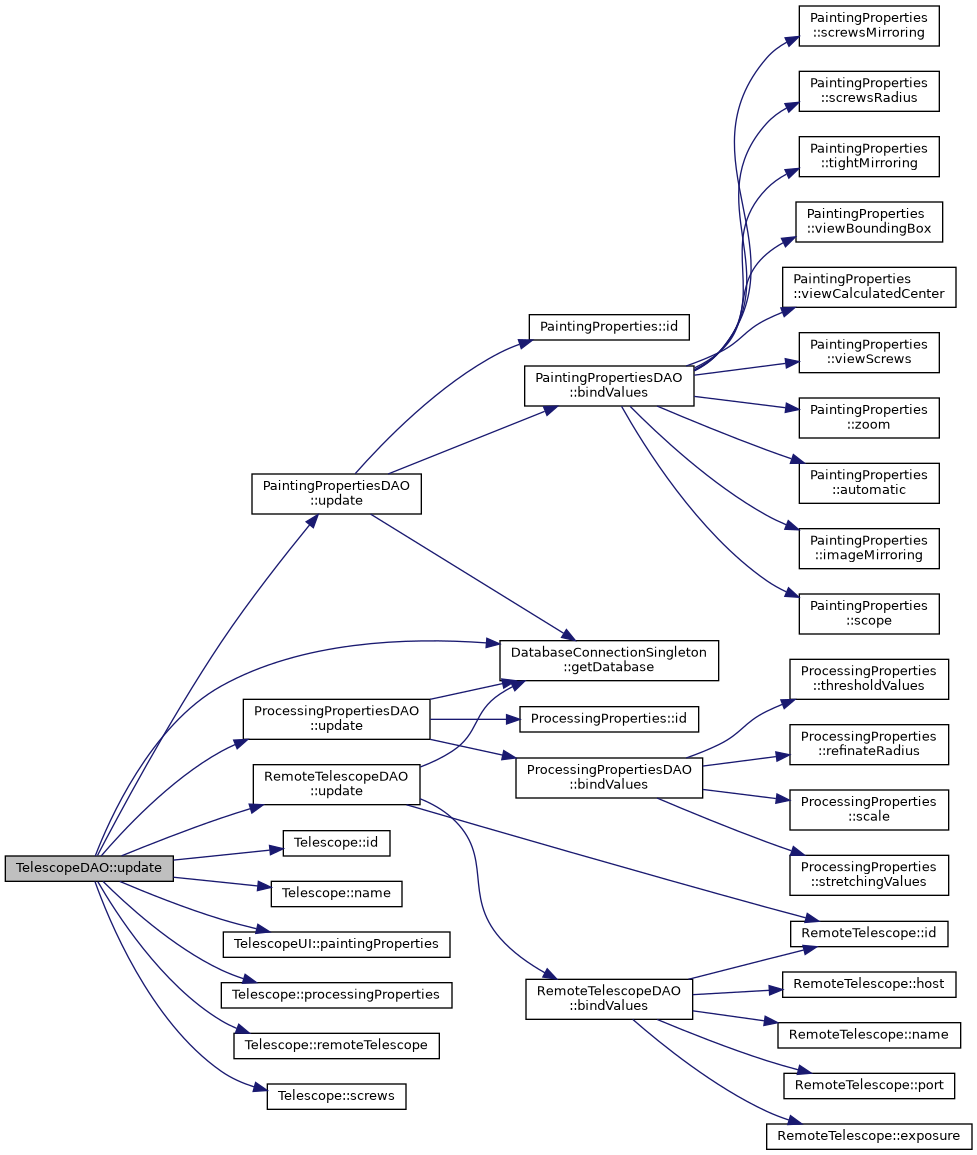 PaintingProperties
::screwsMirroring
PaintingProperties
::screwsRadius
PaintingProperties
::tightMirroring
PaintingProperties
::viewBoundingBox
PaintingProperties
::viewCalculatedCenter
PaintingProperties::id
PaintingProperties
::viewScrews
PaintingPropertiesDAO
::bindValues
PaintingProperties
::zoom
PaintingProperties
::automatic
PaintingPropertiesDAO
::update
PaintingProperties
::imageMirroring
PaintingProperties
::scope
DatabaseConnectionSingleton
::getDatabase
ProcessingProperties
::thresholdValues
ProcessingPropertiesDAO
::update
ProcessingProperties::id
ProcessingProperties
::refinateRadius
RemoteTelescopeDAO
::update
ProcessingPropertiesDAO
::bindValues
ProcessingProperties
::scale
Telescope::id
TelescopeDAO::update
ProcessingProperties
::stretchingValues
Telescope::name
TelescopeUI::paintingProperties
RemoteTelescope::id
Telescope::processingProperties
RemoteTelescopeDAO
::bindValues
RemoteTelescope::host
Telescope::remoteTelescope
RemoteTelescope::name
Telescope::screws
RemoteTelescope::port
RemoteTelescope::exposure